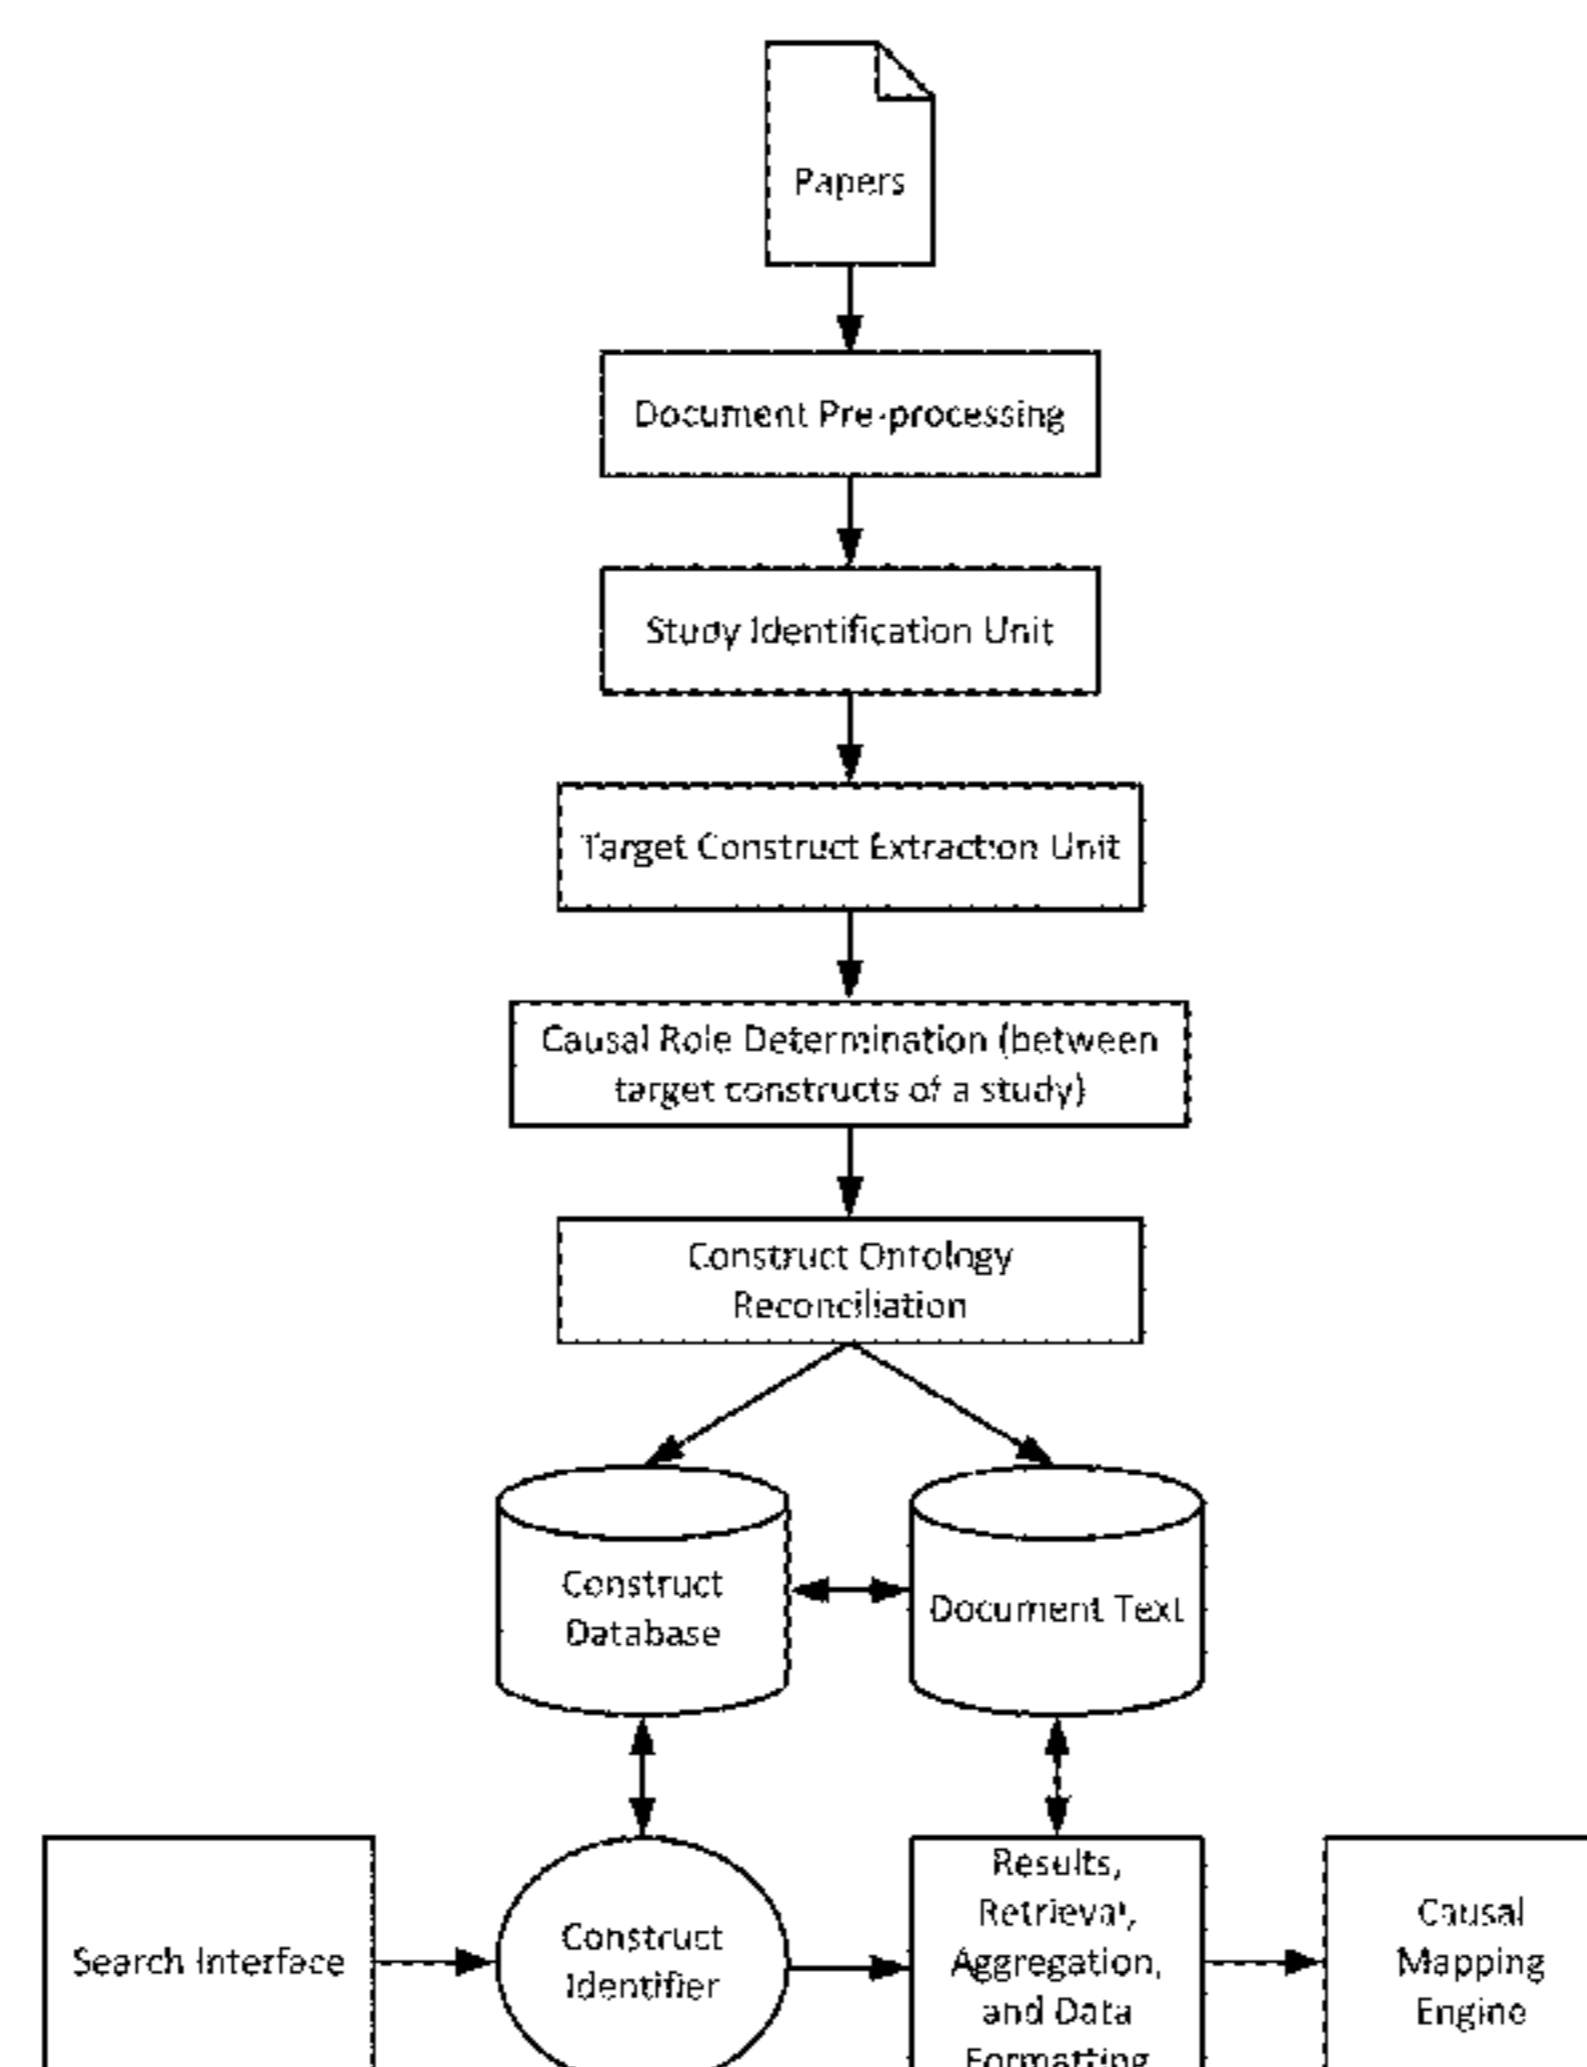 Papers
Document Pre-processing
Study Identification Unit
Target Construct Extraction Unit
Causal Role Determination (between
target constructs of a study)
Construct Ontology
Reconciliation
Construct
Database
Document Text
Search Interface
Construct
Identifier
Results,
Retrieval,
Aggregation,
and Data
Formatting
Causal
Mapping
Engine